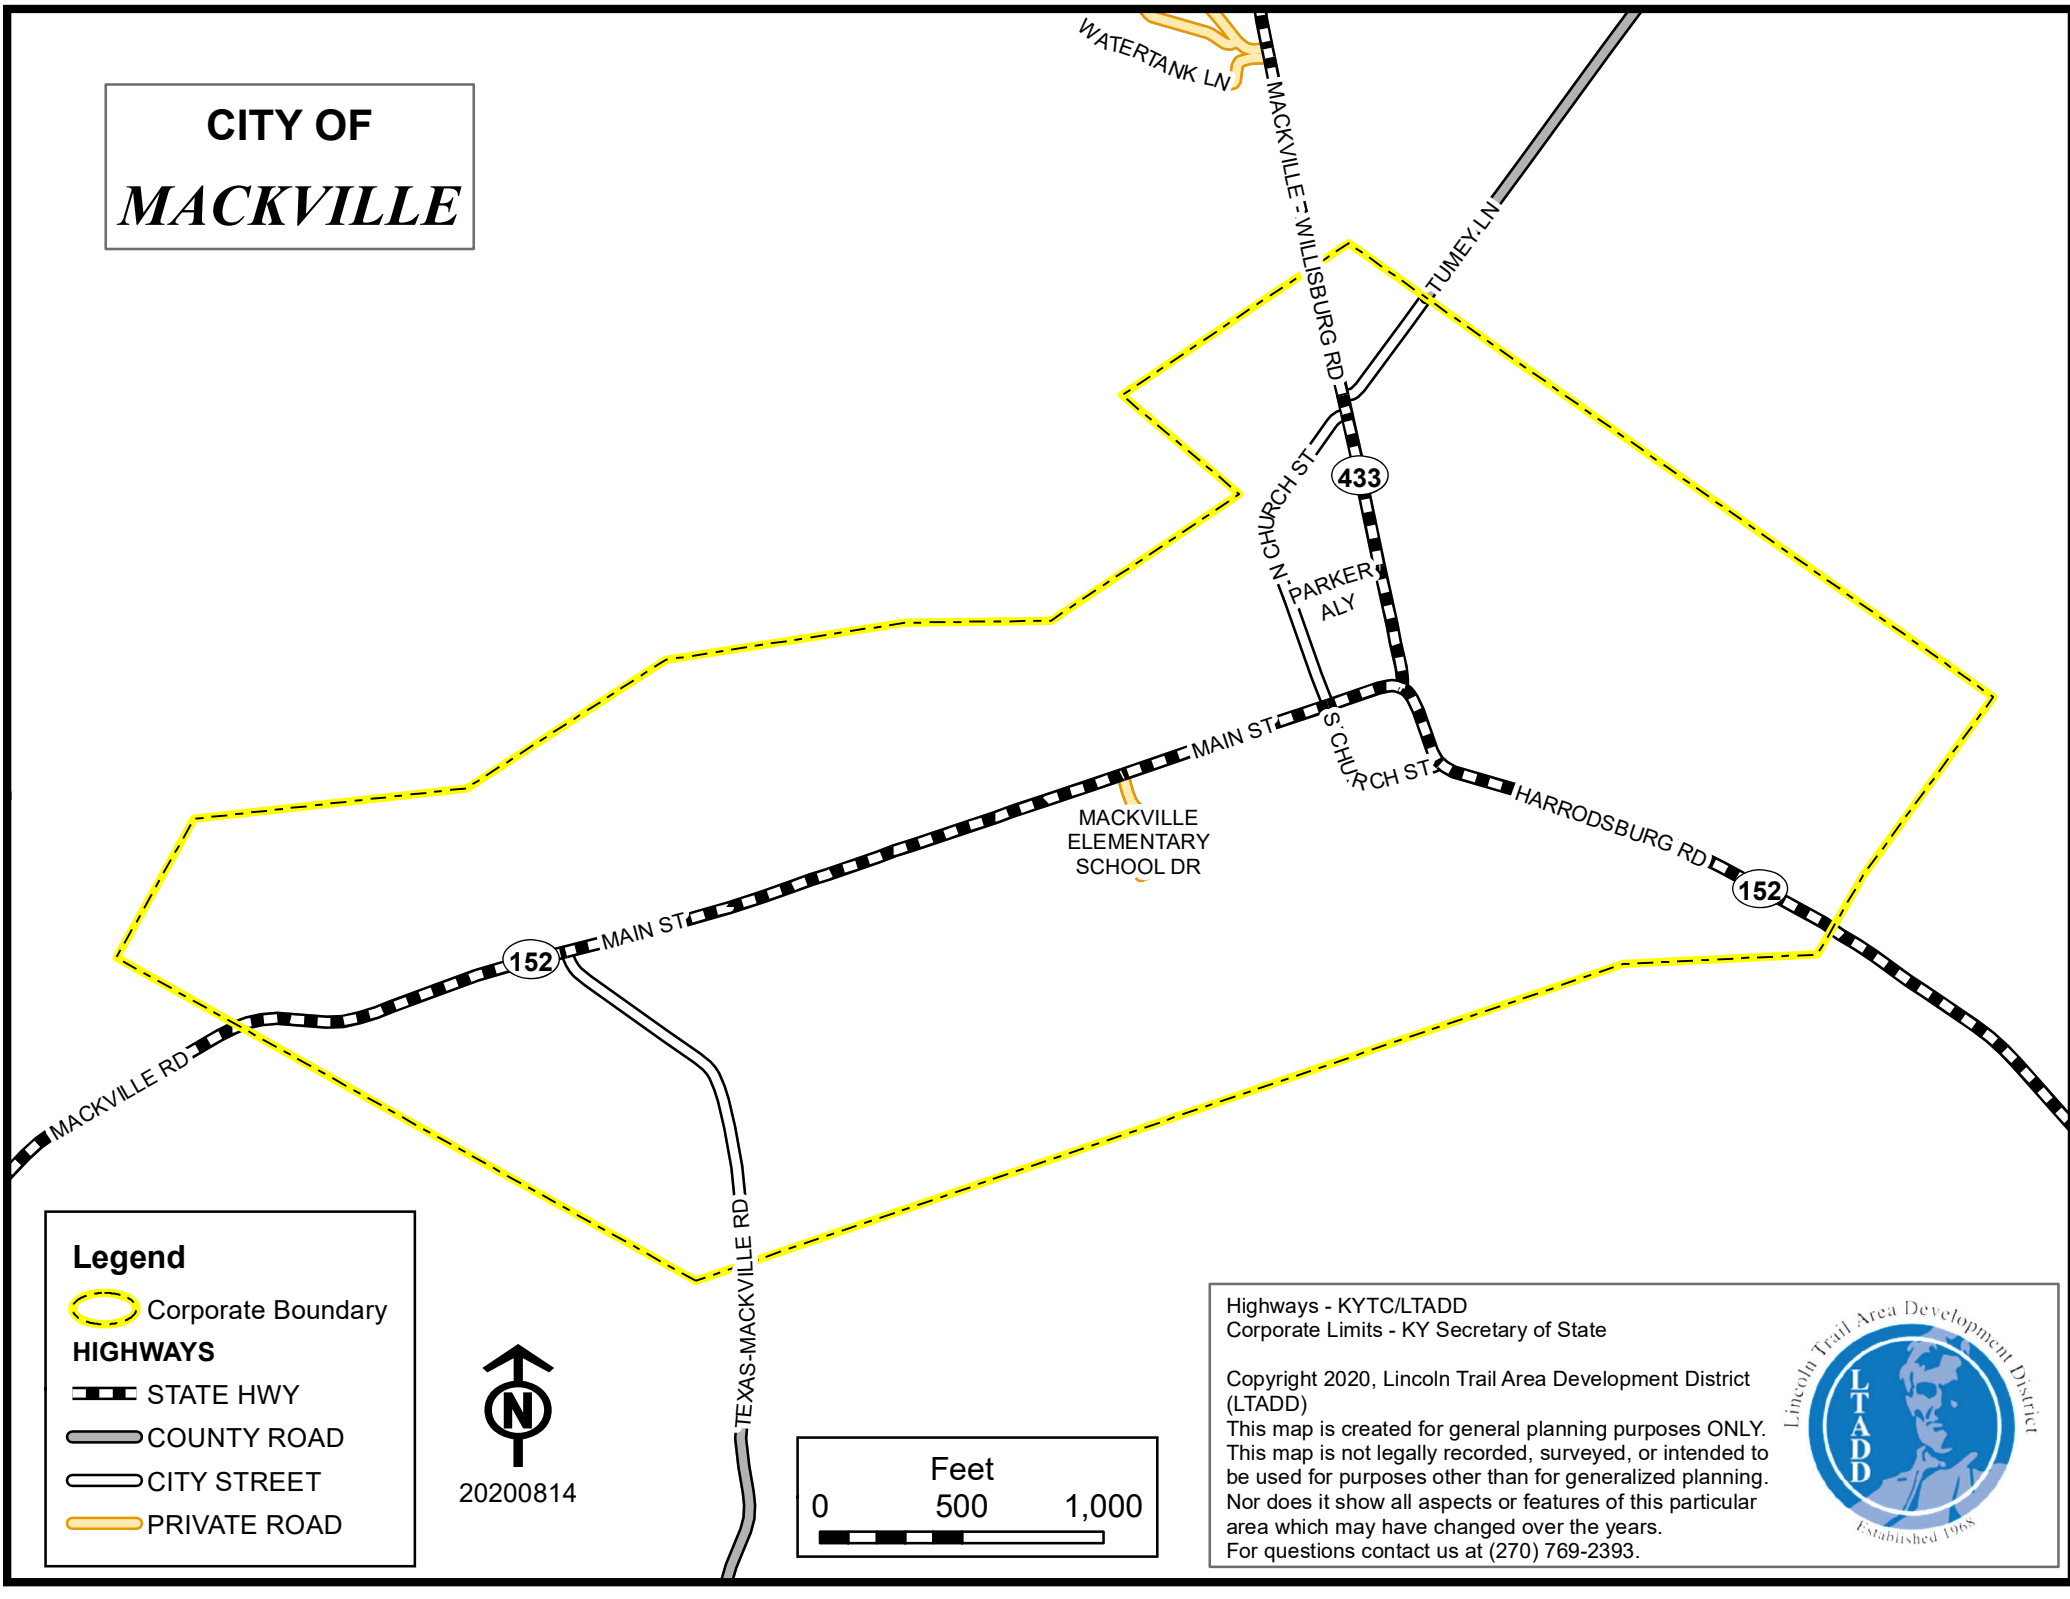 CITY OF
MACKVILLE
WATERTANK LN
MACKVILLE - WILLISBURG RD
TUMEY LN
N CHURCH ST
433
PARKER
ALY
MAIN ST
S CHURCH ST
HARRODSBURG RD
152
MACKVILLE
ELEMENTARY
SCHOOL DR
MAIN ST
152
MACKVILLE RD
TEXAS-MACKVILLE RD
Legend
Corporate Boundary
HIGHWAYS
STATE HWY
COUNTY ROAD
CITY STREET
PRIVATE ROAD
N
20200814
Feet
0 500 1,000
Highways - KYTC/LTADD
Corporate Limits - KY Secretary of State
Copyright 2020, Lincoln Trail Area Development District
(LTADD)
This map is created for general planning purposes ONLY.
This map is not legally recorded, surveyed, or intended to
be used for purposes other than for generalized planning.
Nor does it show all aspects or features of this particular
area which may have changed over the years.
For questions contact us at (270) 769-2393.
Lincoln Trail Area Development District
LTADD
Established 1968